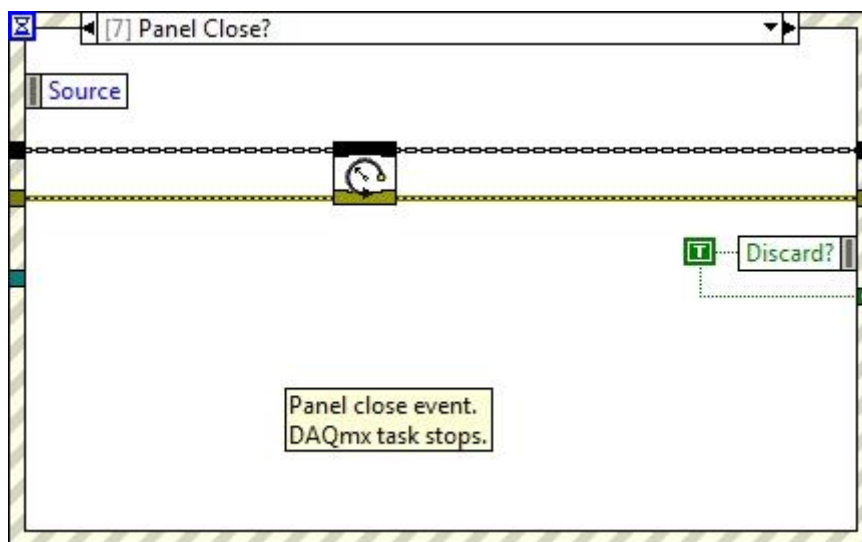 [7] Panel Close?
Source
T
Discard?
Panel close event.
DAQmx task stops.